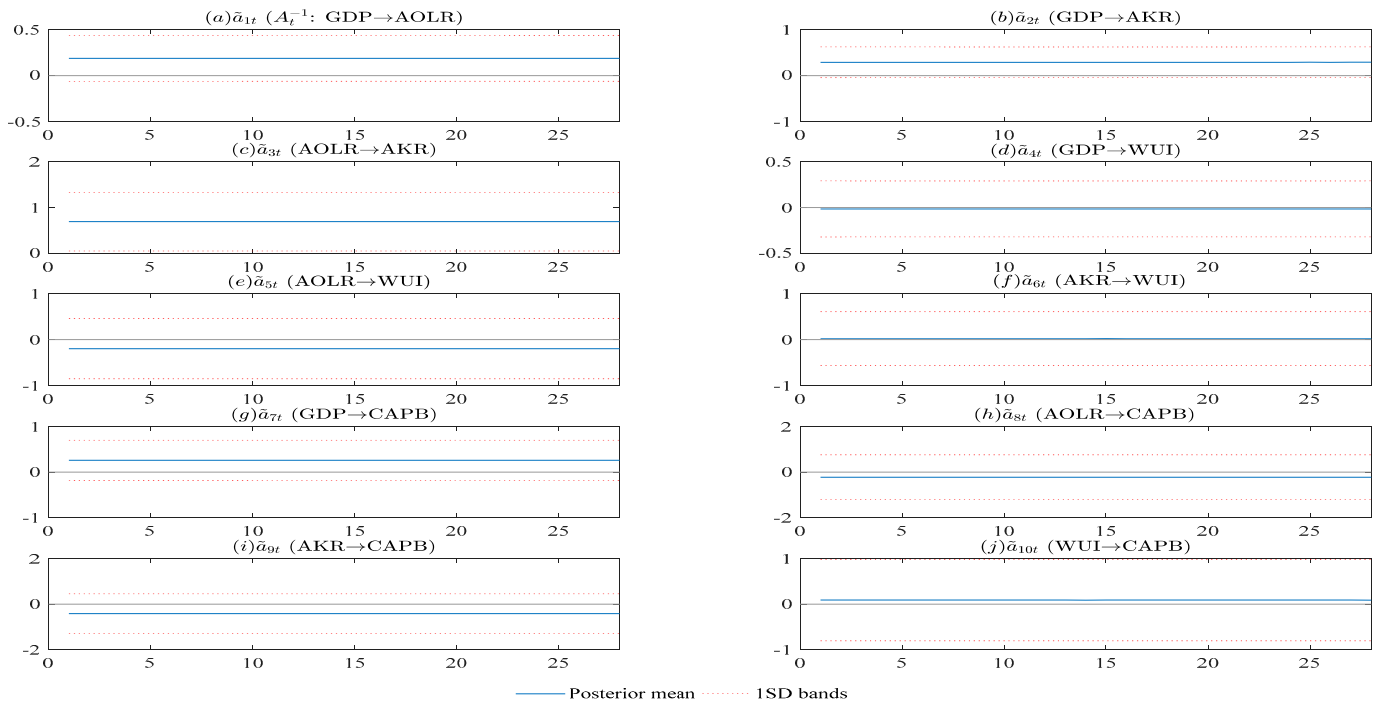 (a)ã1t (At^-1: GDP→AOLR)
0.5
0
-0.5
0 5 10 15 20 25
(b)ã2t (GDP→AKR)
1
0
-1
0 5 10 15 20 25
(c)ã3t (AOLR→AKR)
2
1
0
0 5 10 15 20 25
(d)ã4t (GDP→WUI)
0.5
0
-0.5
0 5 10 15 20 25
(e)ã5t (AOLR→WUI)
1
0
-1
0 5 10 15 20 25
(f)ã6t (AKR→WUI)
1
0
-1
0 5 10 15 20 25
(g)ã7t (GDP→CAPB)
1
0
-1
0 5 10 15 20 25
(h)ã8t (AOLR→CAPB)
2
0
-2
0 5 10 15 20 25
(i)ã9t (AKR→CAPB)
2
0
-2
0 5 10 15 20 25
(j)ã10t (WUI→CAPB)
1
0
-1
0 5 10 15 20 25
Posterior mean 1SD bands